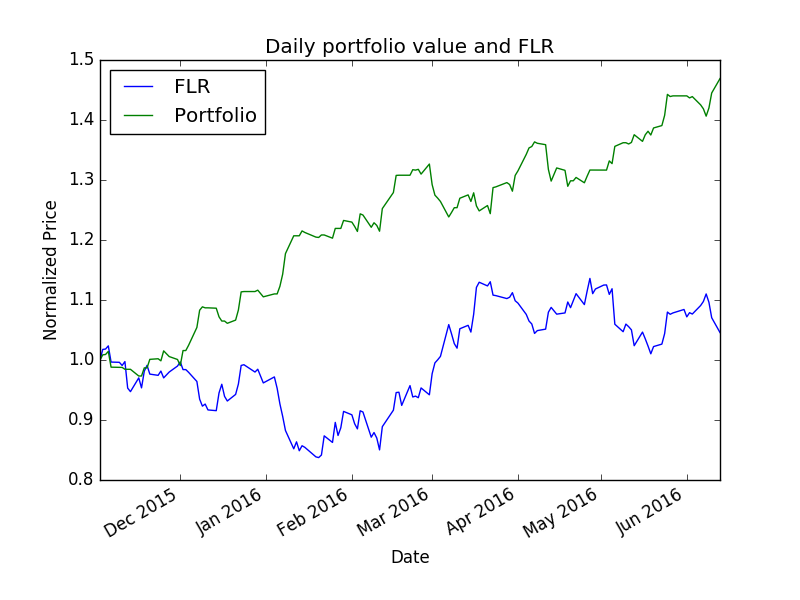 Daily portfolio value and FLR
FLR
Portfolio
Normalized Price
1.5
1.4
1.3
1.2
1.1
1.0
0.9
0.8
Dec 2015
Jan 2016
Feb 2016
Mar 2016
Apr 2016
May 2016
Jun 2016
Date